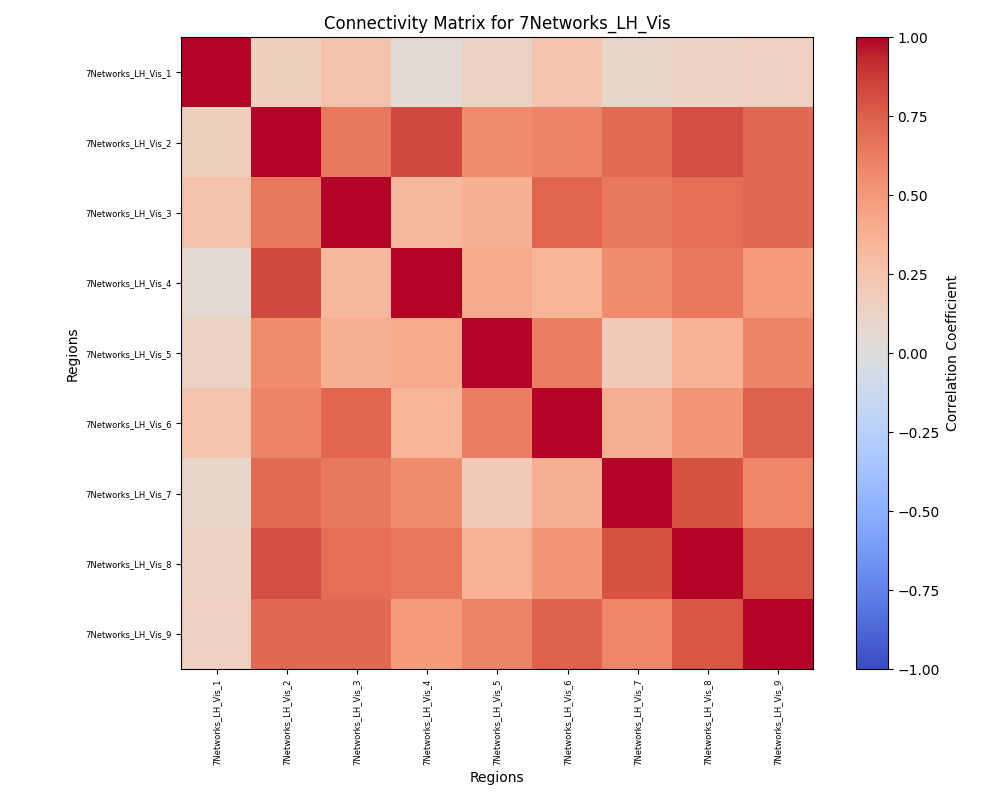 Connectivity Matrix for 7Networks_LH_Vis
7Networks_LH_Vis_1
7Networks_LH_Vis_2
7Networks_LH_Vis_3
7Networks_LH_Vis_4
7Networks_LH_Vis_5
7Networks_LH_Vis_6
7Networks_LH_Vis_7
7Networks_LH_Vis_8
7Networks_LH_Vis_9
Regions
7Networks_LH_Vis_1
7Networks_LH_Vis_2
7Networks_LH_Vis_3
7Networks_LH_Vis_4
7Networks_LH_Vis_5
7Networks_LH_Vis_6
7Networks_LH_Vis_7
7Networks_LH_Vis_8
7Networks_LH_Vis_9
Regions
1.00
0.75
0.50
0.25
0.00
−0.25
−0.50
−0.75
−1.00
Correlation Coefficient